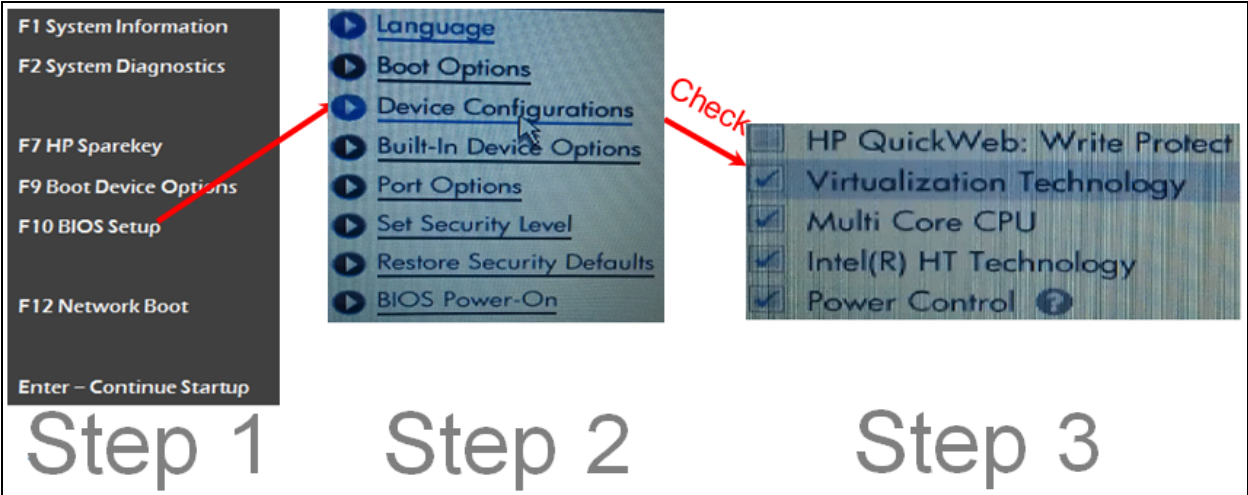 F1 System Information
F2 System Diagnostics
F7 HP Sparekey
F9 Boot Device Options
F10 BIOS Setup
F12 Network Boot
Enter – Continue Startup
Step 1
Language
Boot Options
Device Configurations
Built-In Device Options
Port Options
Set Security Level
Restore Security Defaults
BIOS Power-On
Step 2
Check
HP QuickWeb: Write Protect
Virtualization Technology
Multi Core CPU
Intel(R) HT Technology
Power Control ?
Step 3